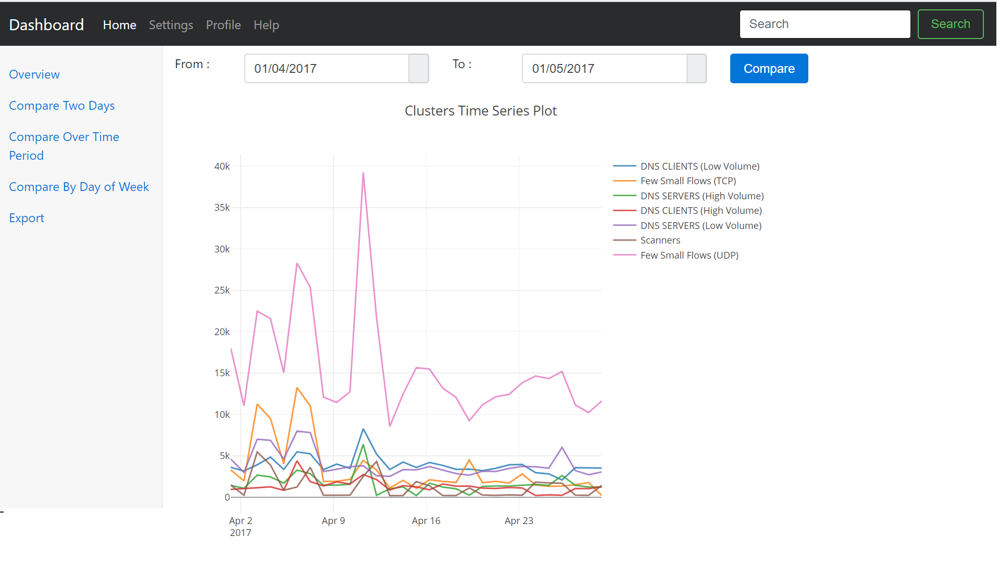 Dashboard Home Settings Profile Help Search Search
From : 01/04/2017 To : 01/05/2017 Compare
Overview
Compare Two Days
Compare Over Time
Period
Compare By Day of Week
Export
Clusters Time Series Plot
40k
35k
30k
25k
20k
15k
10k
5k
0
Apr 2
2017
Apr 9
Apr 16
Apr 23
DNS CLIENTS (Low Volume)
Few Small Flows (TCP)
DNS SERVERS (High Volume)
DNS CLIENTS (High Volume)
DNS SERVERS (Low Volume)
Scanners
Few Small Flows (UDP)